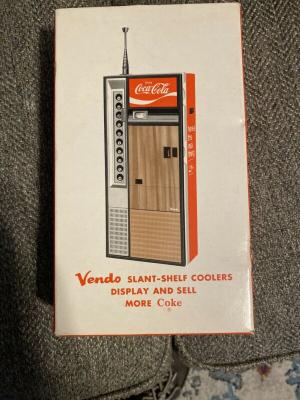 Coca-Cola
Vendo SLANT-SHELF COOLERS
DISPLAY AND SELL
MORE Coke
®